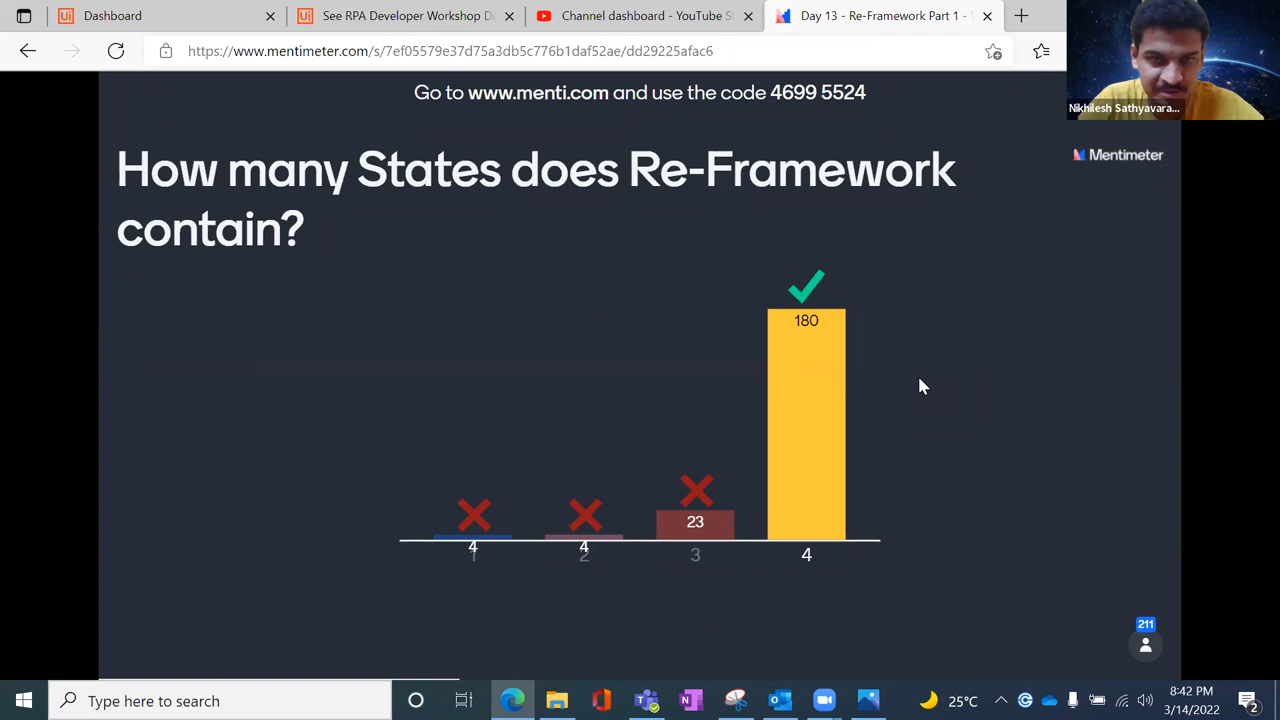 Dashboard
See RPA Developer Workshop D
Channel dashboard - YouTube S
Day 13 - Re-Framework Part 1 -
https://www.mentimeter.com/s/7ef05579e37d75a3db5c776b1daf52ae/dd29225afac6
Nikhilesh Sathyavara...
Go to www.menti.com and use the code 4699 5524
Mentimeter
How many States does Re-Framework
contain?
180
23
4
4
1
2
3
4
211
Type here to search
25°C
8:42 PM
3/14/2022
2